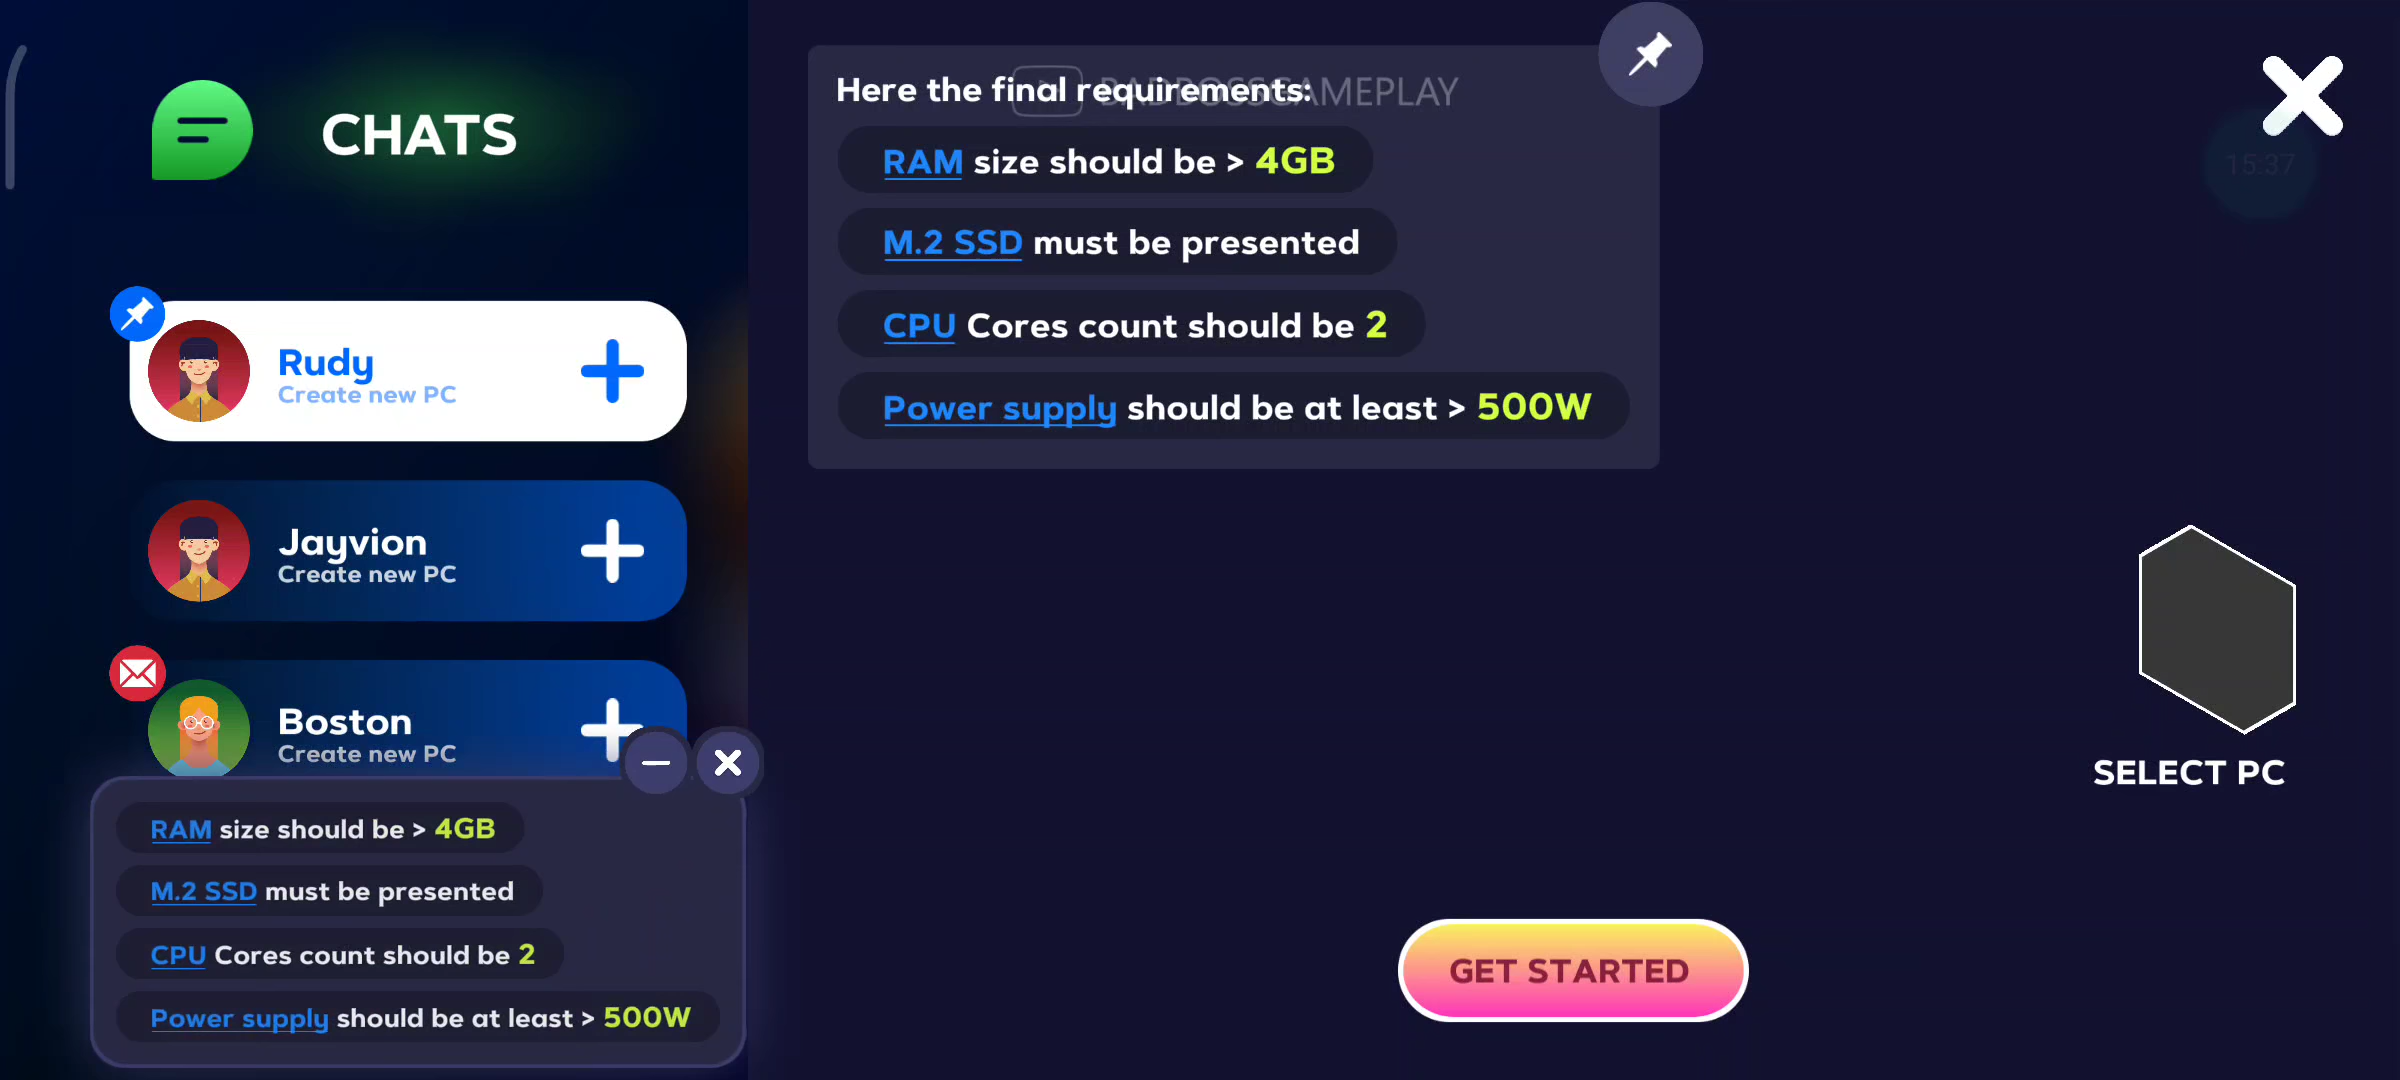 CHATS
Rudy
Create new PC
Jayvion
Create new PC
Boston
Create new PC
RAM size should be > 4GB
M.2 SSD must be presented
CPU Cores count should be 2
Power supply should be at least > 500W
Here the final requirements:
BADBOSSGAMEPLAY
RAM size should be > 4GB
M.2 SSD must be presented
CPU Cores count should be 2
Power supply should be at least > 500W
15:37
SELECT PC
GET STARTED